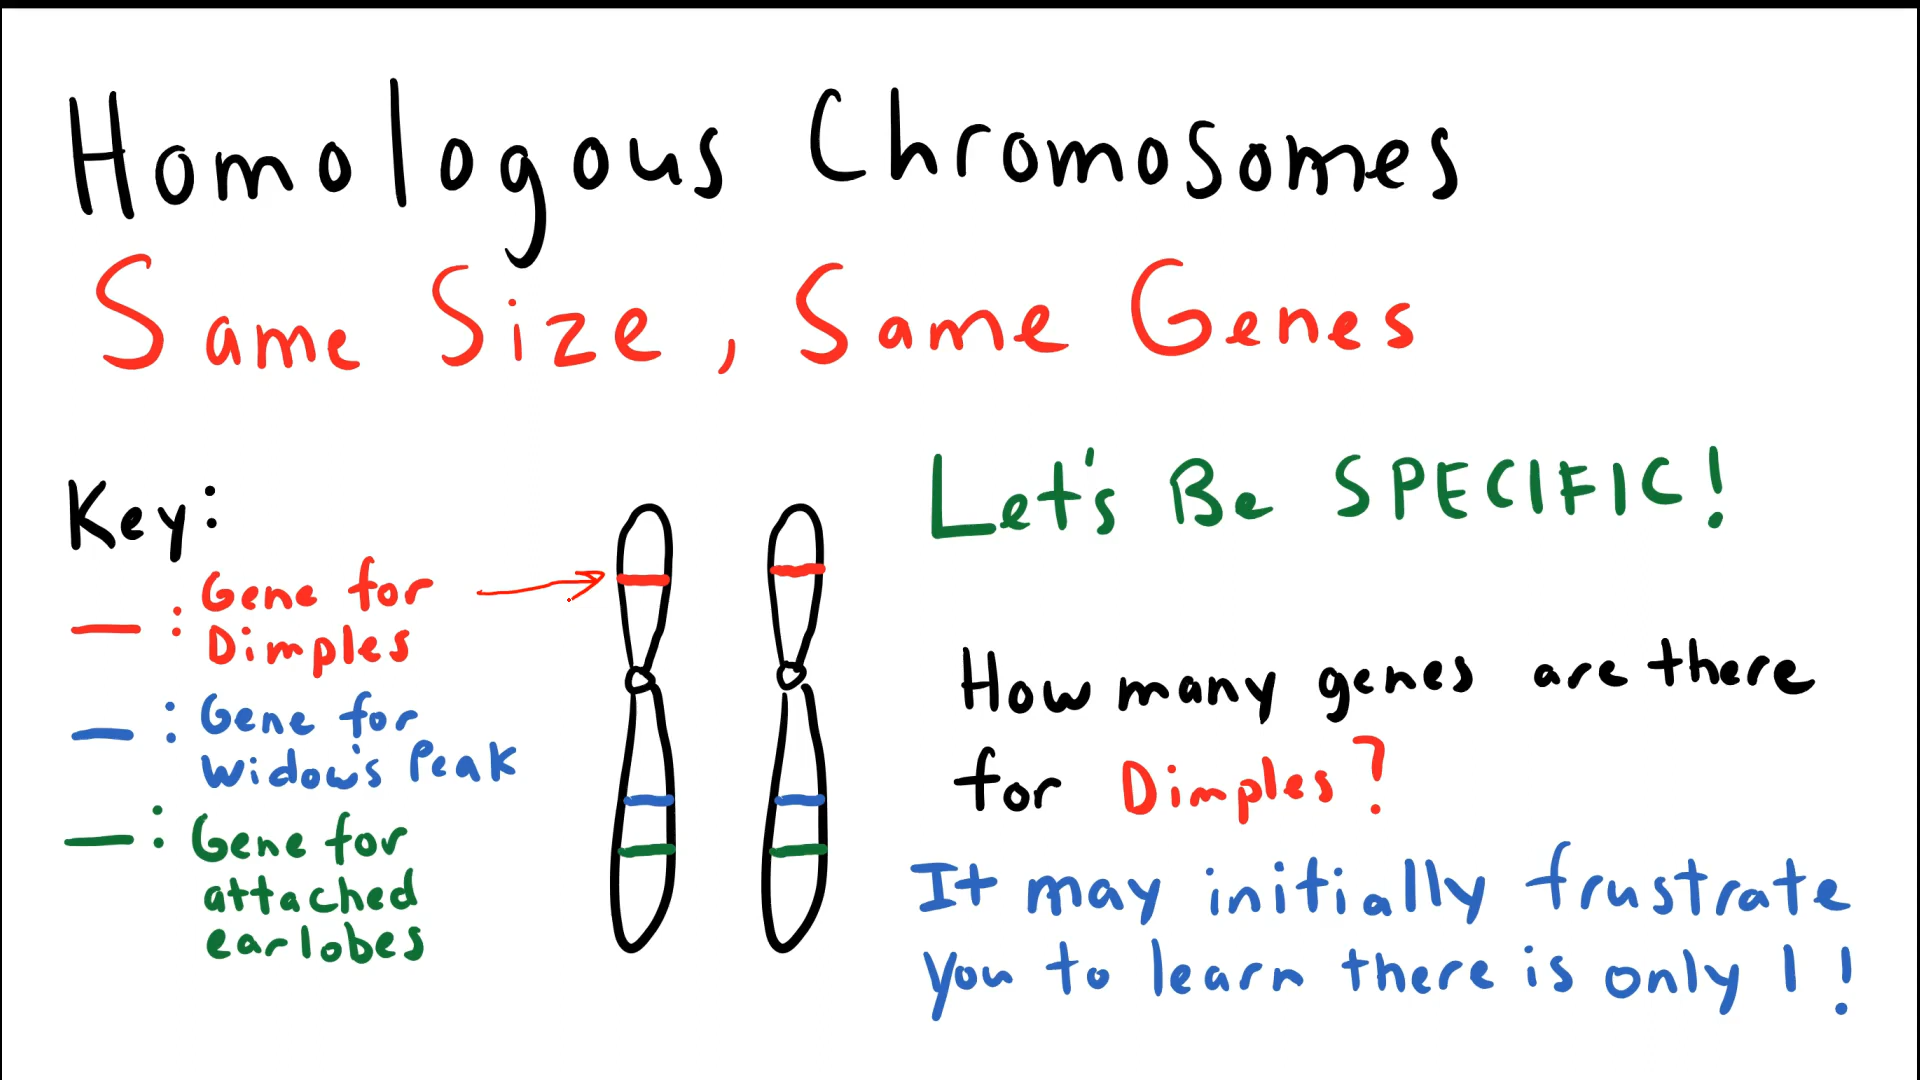 Homologous Chromosomes
Same Size, Same Genes
Key:
: Gene for
Dimples
: Gene for
Widow's Peak
: Gene for
attached
earlobes
Let's Be SPECIFIC!
How many genes are there
for Dimples?
It may initially frustrate
you to learn there is only 1!